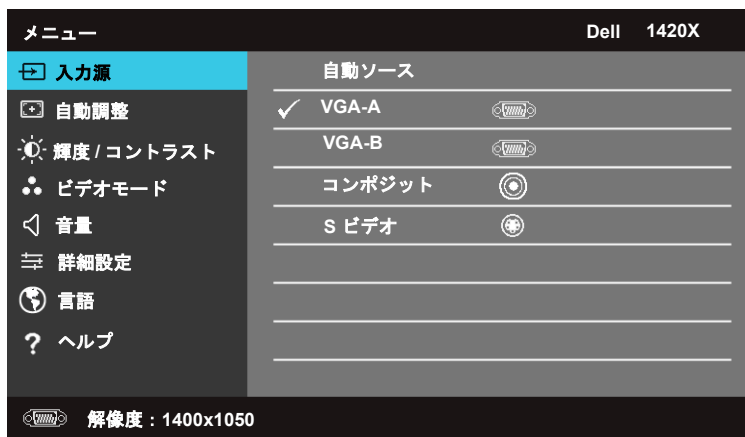 メニュー Dell 1420X
入力源
自動調整
輝度 / コントラスト
ビデオモード
音量
詳細設定
言語
? ヘルプ
自動ソース
VGA-A
VGA-B
コンポジット
S ビデオ
解像度 : 1400x1050